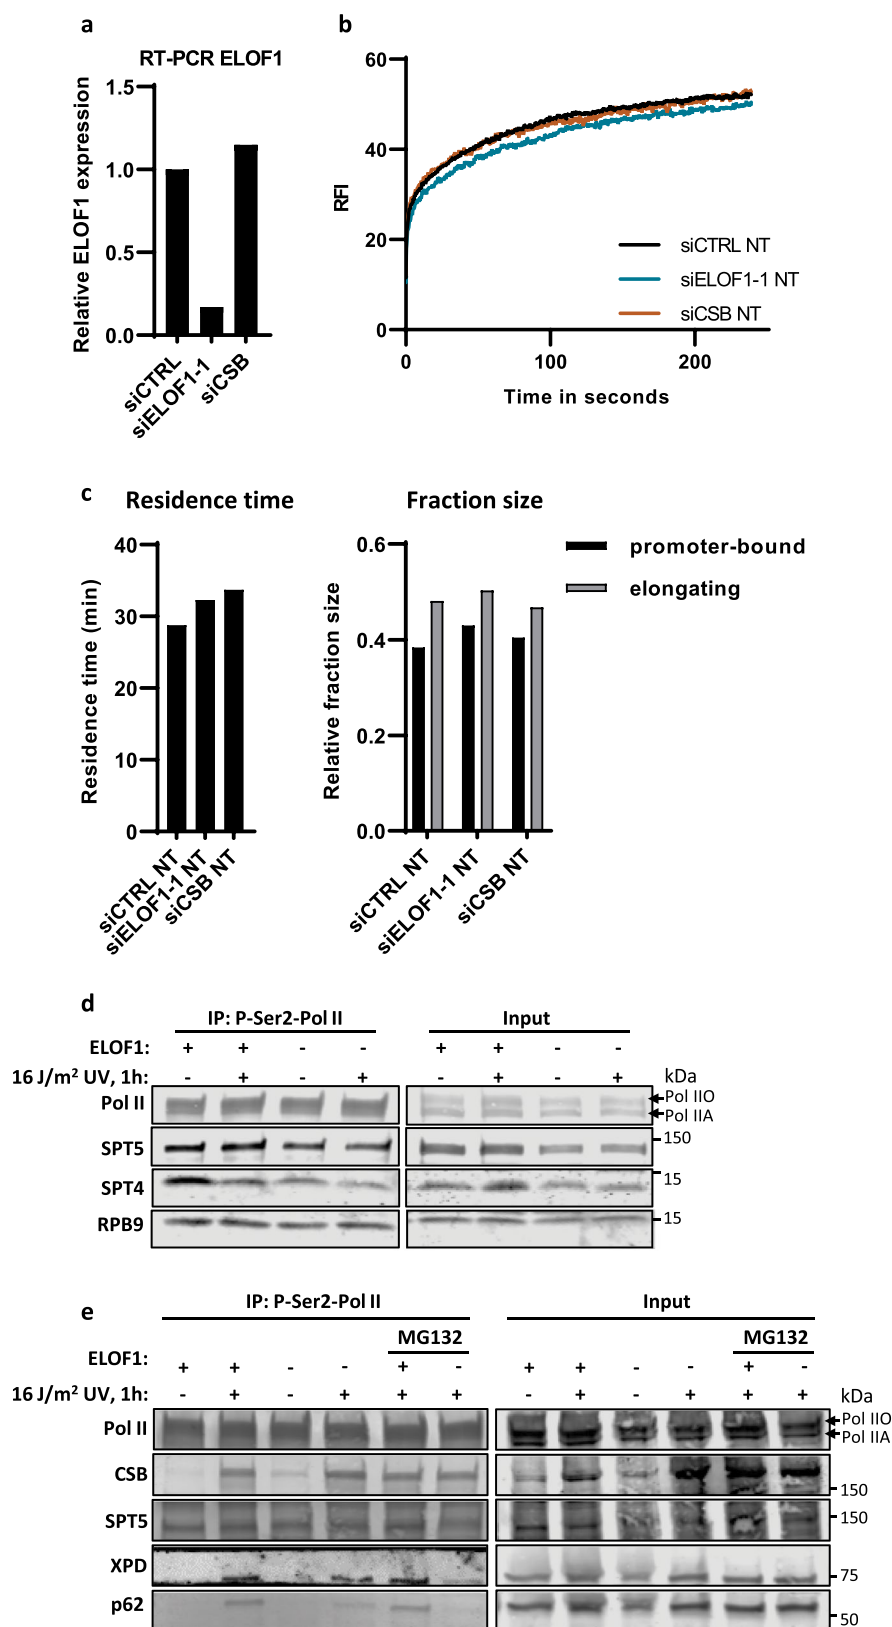 a
RT-PCR ELOF1
Relative ELOF1 expression
1.5
1.0
0.5
0.0
siCTRL
siELOF1-1
siCSB
b
RFI
60
40
20
0
siCTRL NT
siELOF1-1 NT
siCSB NT
0 100 200
Time in seconds
c
Residence time
Residence time (min)
40
30
20
10
0
siCTRL NT
siELOF1-1 NT
siCSB NT
Fraction size
Relative fraction size
0.6
0.4
0.2
0.0
siCTRL NT
siELOF1-1 NT
siCSB NT
promoter-bound
elongating
d
IP: P-Ser2-Pol II Input
ELOF1: + + - - + + - -
16 J/m² UV, 1h: - + - + - + - + kDa
Pol II Pol IIO
Pol IIA
SPT5 150
SPT4 15
RPB9 15
e
IP: P-Ser2-Pol II Input
MG132 MG132
ELOF1: + + - - + - + + - - + -
16 J/m² UV, 1h: - + - + + + - + - + + + kDa
Pol II Pol IIO
Pol IIA
CSB 150
SPT5 150
XPD 75
p62 50